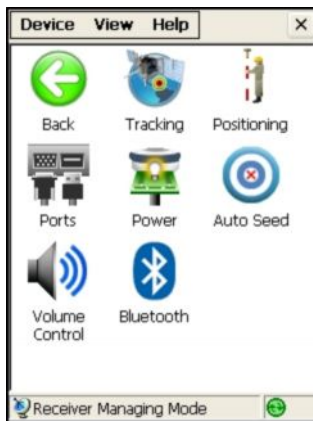 Device View Help
Back Tracking Positioning
Ports Power Auto Seed
Volume Control Bluetooth
Receiver Managing Mode